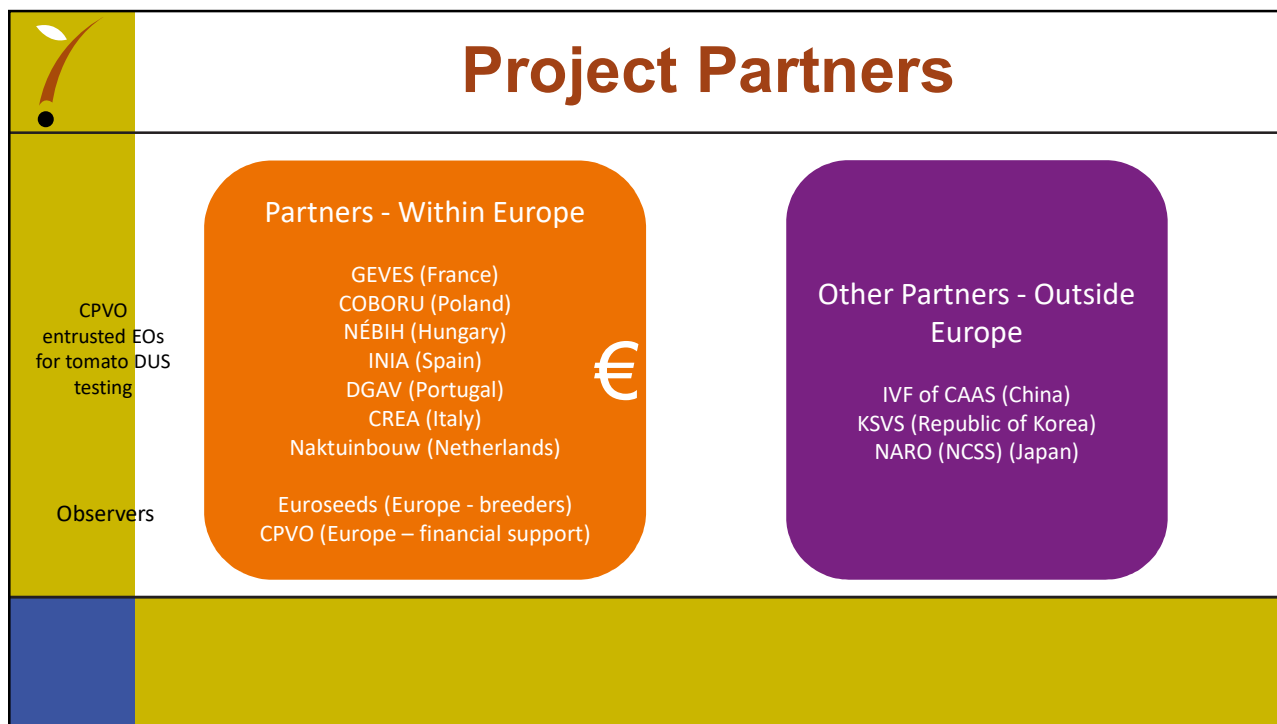 Project Partners
CPVO
entrusted EOs
for tomato DUS
testing
Observers
Partners - Within Europe
GEVES (France)
COBORU (Poland)
NÉBIH (Hungary)
INIA (Spain)
DGAV (Portugal)
CREA (Italy)
Naktuinbouw (Netherlands)
Euroseeds (Europe - breeders)
CPVO (Europe – financial support)
€
Other Partners - Outside
Europe
IVF of CAAS (China)
KSVS (Republic of Korea)
NARO (NCSS) (Japan)